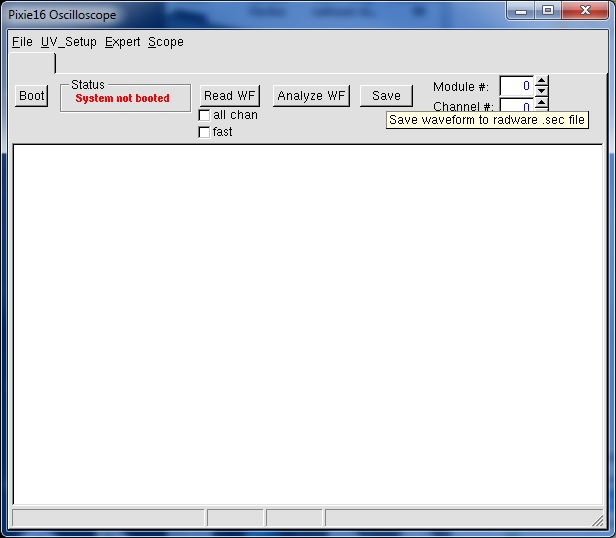 Pixie16 Oscilloscope
File UV_Setup Expert Scope
Status
Boot System not booted Read WF Analyze WF Save Module #: 0
all chan Channel #: 0
Save waveform to radware .sec file
fast